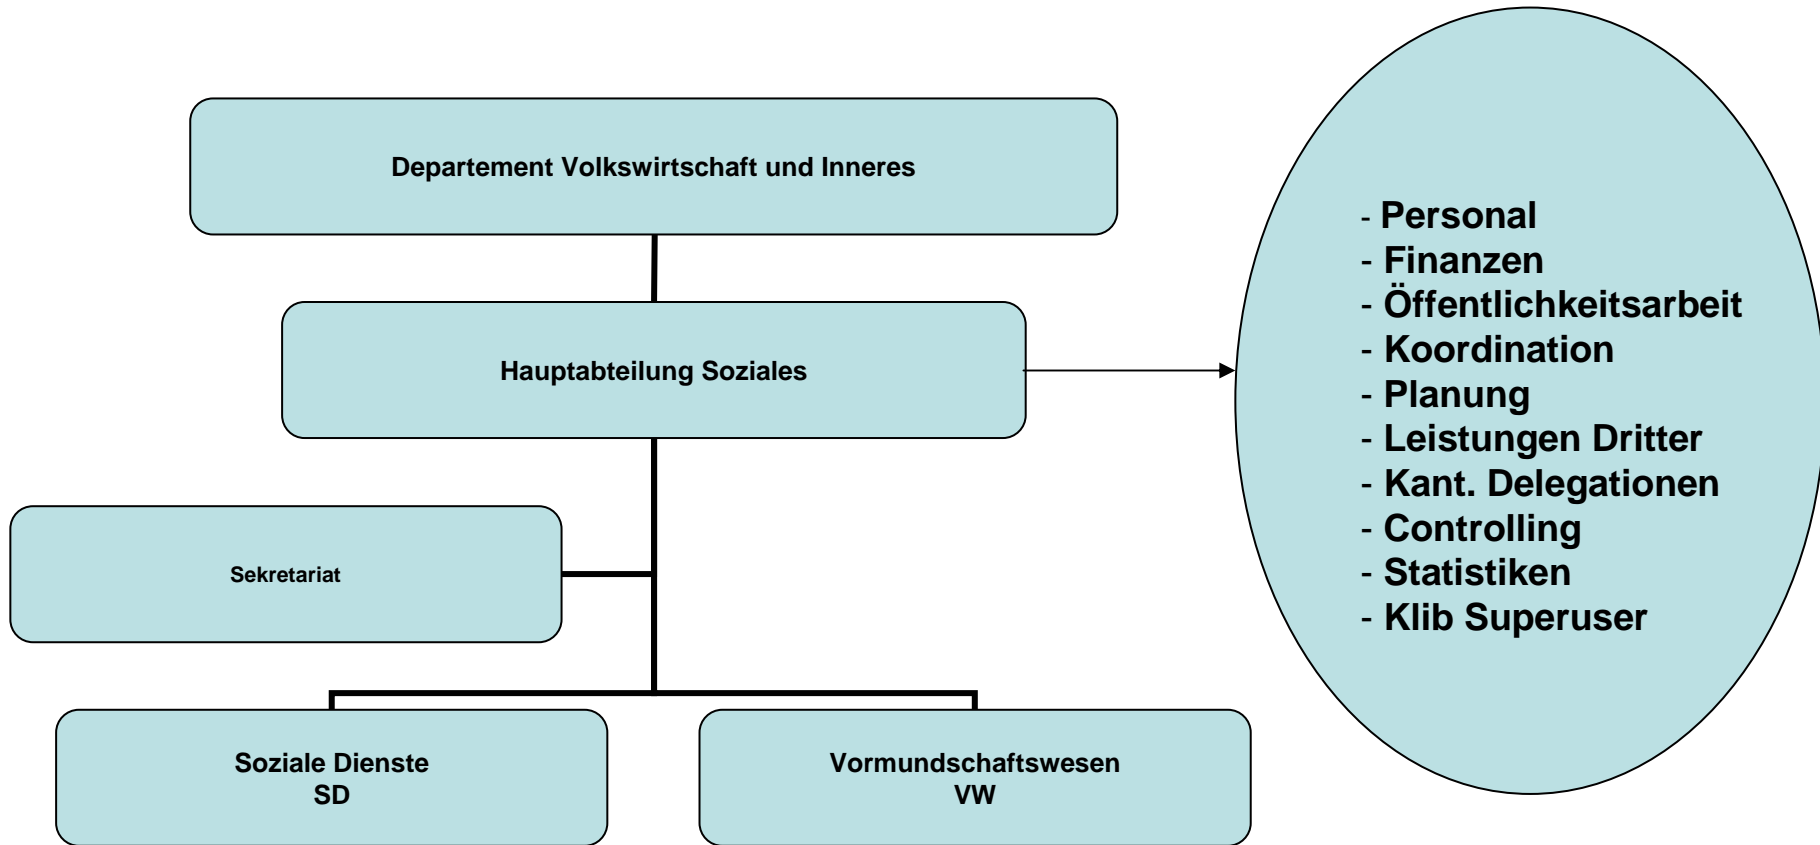 Departement Volkswirtschaft und Inneres
Hauptabteilung Soziales
Sekretariat
Soziale Dienste
SD
Vormundschaftswesen
VW
- Personal
- Finanzen
- Öffentlichkeitsarbeit
- Koordination
- Planung
- Leistungen Dritter
- Kant. Delegationen
- Controlling
- Statistiken
- Klib Superuser